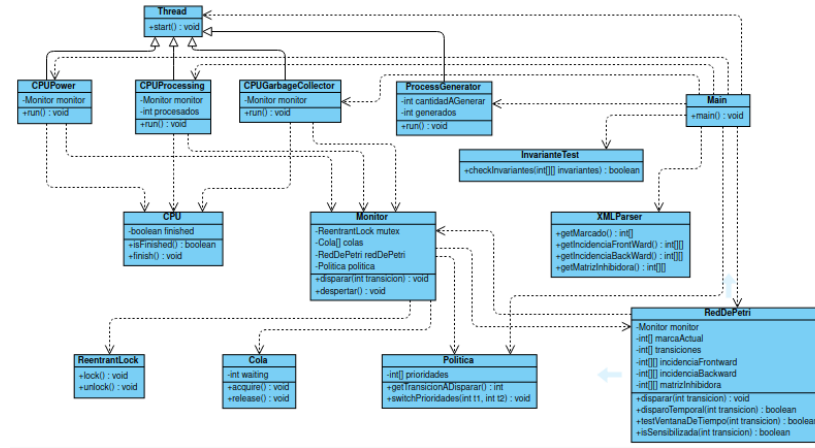 Thread
+start() : void
CPUPower
-Monitor monitor
+run() : void
CPUProcessing
-Monitor monitor
-int procesados
+run() : void
CPUGarbageCollector
-Monitor monitor
+run() : void
ProcessGenerator
-int cantidadAGenerar
-int generados
+run() : void
Main
+main() : void
InvarianteTest
+checkInvariantes(int[][] invariantes) : boolean
CPU
-boolean finished
+isFinished() : boolean
+finish() : void
Monitor
-ReentrantLock mutex
-Cola[] colas
-RedDePetri redDePetri
-Politica politica
+disparar(int transicion) : void
+despertar() : void
XMLParser
+getMarcado() : int[]
+getIncidenciaFrontWard() : int[][]
+getIncidenciaBackWard() : int[][]
+getMatrizInhibidora() : int[][]
ReentrantLock
+lock() : void
+unlock() : void
Cola
-int waiting
+acquire() : void
+release() : void
Politica
-int[] prioridades
+getTransicionADisparar() : int
+switchPrioridades(int t1, int t2) : void
RedDePetri
-Monitor monitor
-int[] marcaActual
-int[] transiciones
-int[][] incidenciaFrontward
-int[][] incidenciaBackward
-int[][] matrizInhibidora
+disparar(int transicion) : void
+disparoTemporal(int transicion) : boolean
+testVentanaDeTiempo(int transicion) : boolean
+isSensibilizada(int transicion) : boolean